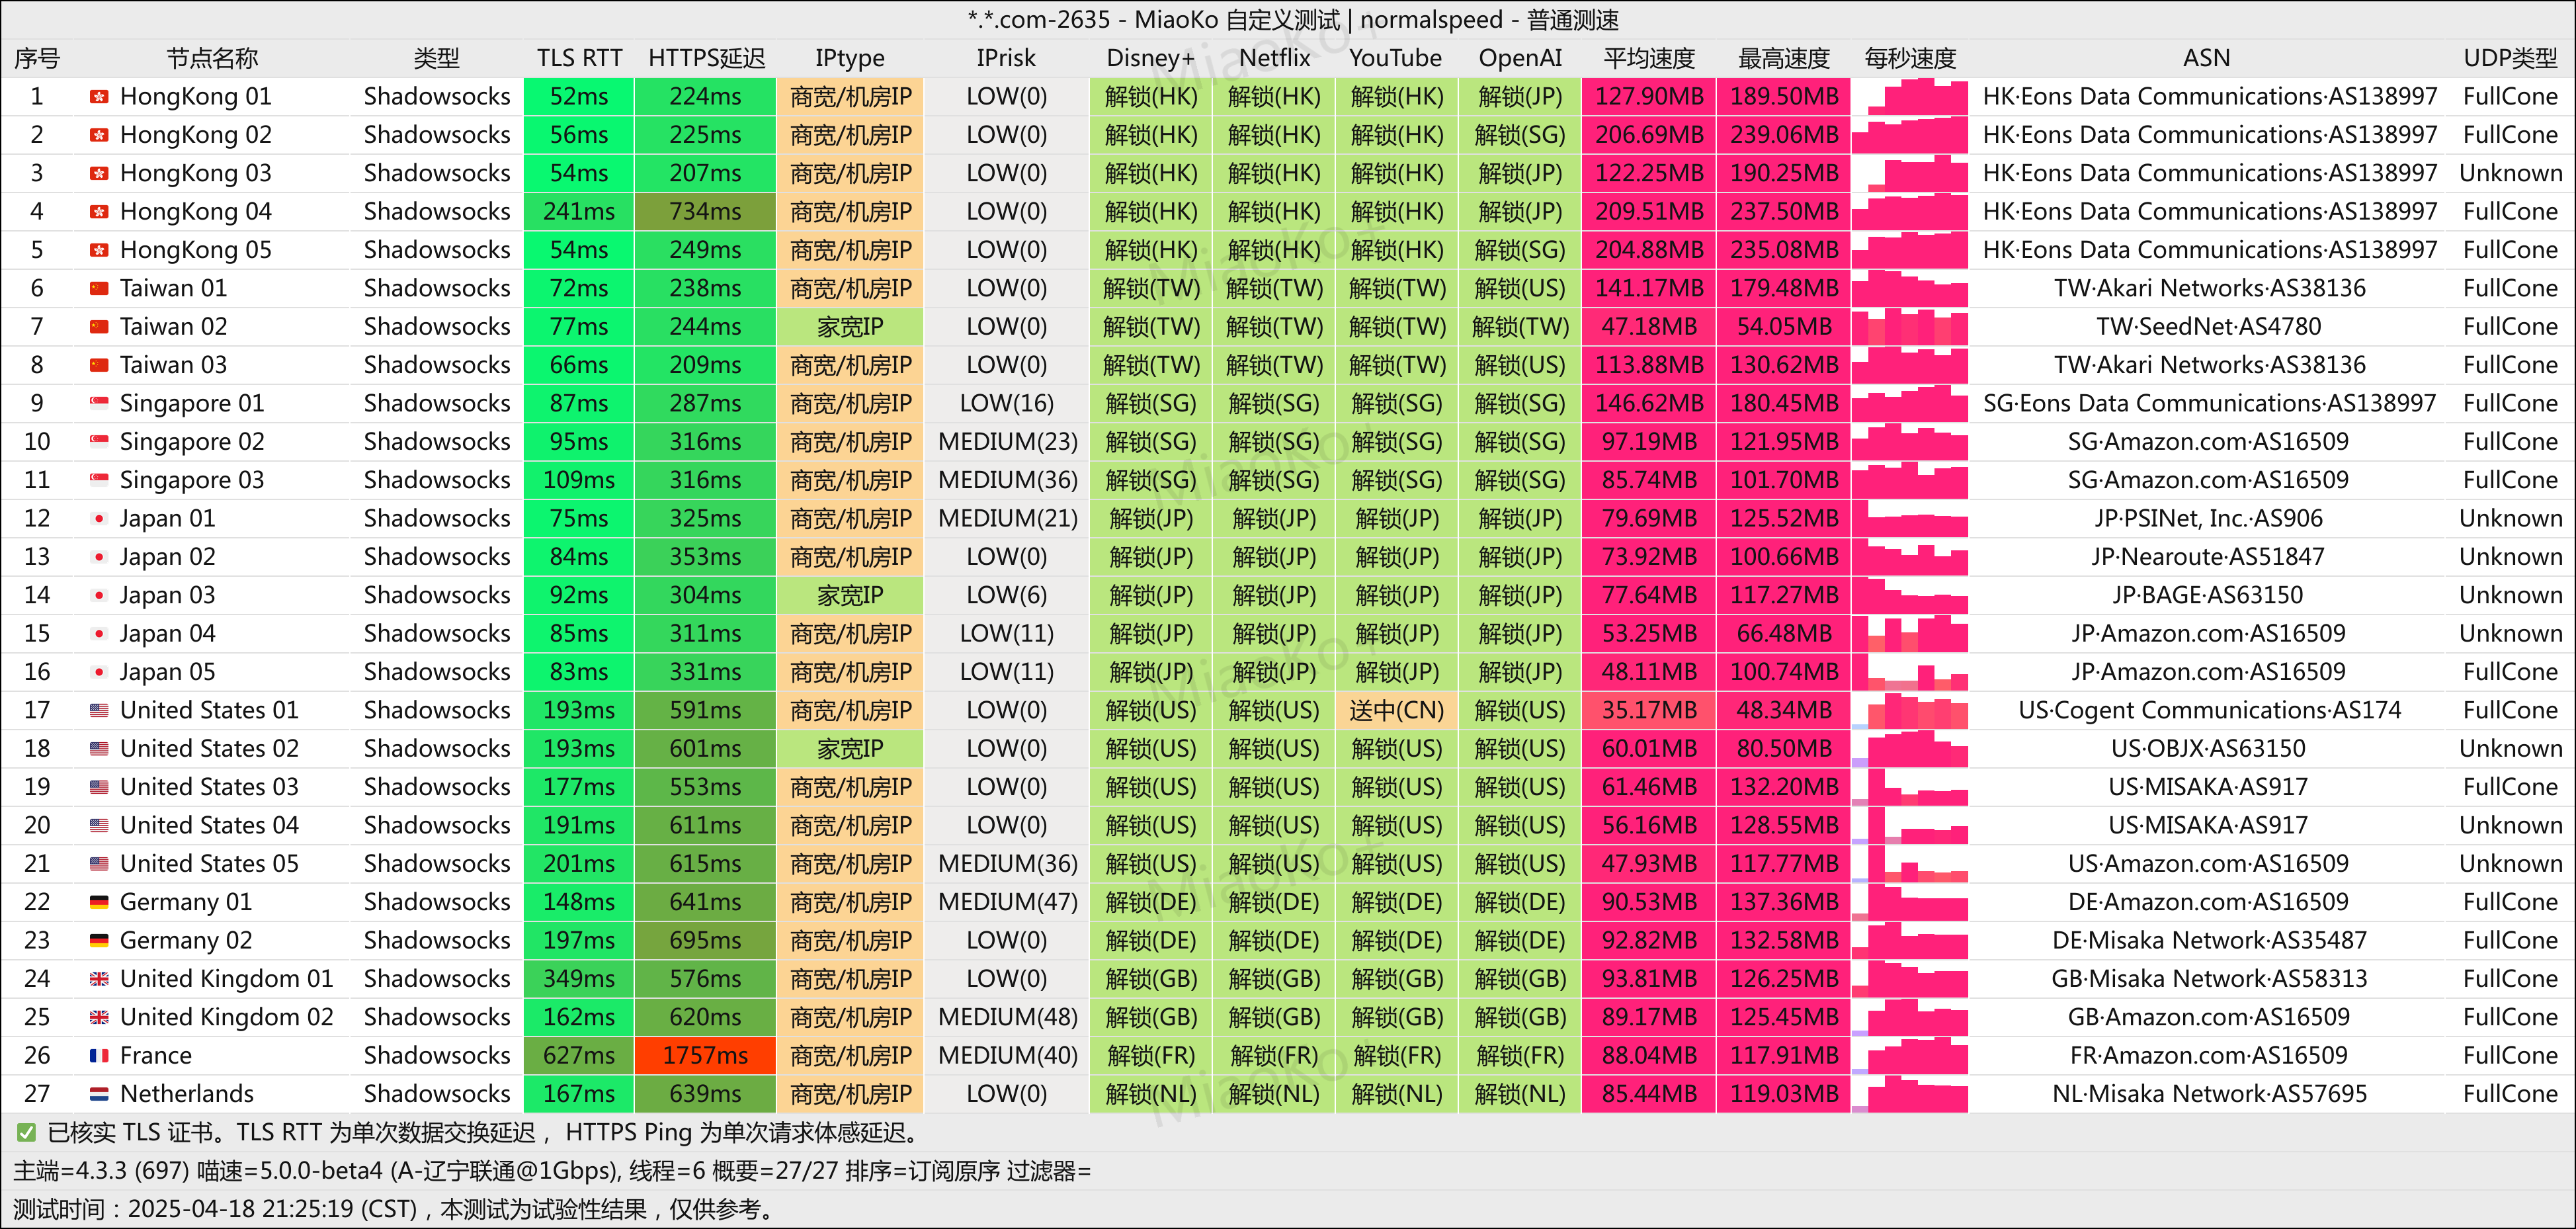 *.*.com-2635 - MiaoKo 自定义测试 | normalspeed - 普通测速
序号 节点名称 类型 TLS RTT HTTPS延迟 IPtype IPrisk Disney+ Netflix YouTube OpenAI 平均速度 最高速度 每秒速度 ASN UDP类型
1 HongKong 01 Shadowsocks 52ms 224ms 商宽/机房IP LOW(0) 解锁(HK) 解锁(HK) 解锁(HK) 解锁(JP) 127.90MB 189.50MB HK·Eons Data Communications·AS138997 FullCone
2 HongKong 02 Shadowsocks 56ms 225ms 商宽/机房IP LOW(0) 解锁(HK) 解锁(HK) 解锁(HK) 解锁(SG) 206.69MB 239.06MB HK·Eons Data Communications·AS138997 FullCone
3 HongKong 03 Shadowsocks 54ms 207ms 商宽/机房IP LOW(0) 解锁(HK) 解锁(HK) 解锁(HK) 解锁(JP) 122.25MB 190.25MB HK·Eons Data Communications·AS138997 Unknown
4 HongKong 04 Shadowsocks 241ms 734ms 商宽/机房IP LOW(0) 解锁(HK) 解锁(HK) 解锁(HK) 解锁(JP) 209.51MB 237.50MB HK·Eons Data Communications·AS138997 FullCone
5 HongKong 05 Shadowsocks 54ms 249ms 商宽/机房IP LOW(0) 解锁(HK) 解锁(HK) 解锁(HK) 解锁(SG) 204.88MB 235.08MB HK·Eons Data Communications·AS138997 FullCone
6 Taiwan 01 Shadowsocks 72ms 238ms 商宽/机房IP LOW(0) 解锁(TW) 解锁(TW) 解锁(TW) 解锁(US) 141.17MB 179.48MB TW·Akari Networks·AS38136 FullCone
7 Taiwan 02 Shadowsocks 77ms 244ms 家宽IP LOW(0) 解锁(TW) 解锁(TW) 解锁(TW) 解锁(TW) 47.18MB 54.05MB TW·SeedNet·AS4780 FullCone
8 Taiwan 03 Shadowsocks 66ms 209ms 商宽/机房IP LOW(0) 解锁(TW) 解锁(TW) 解锁(TW) 解锁(US) 113.88MB 130.62MB TW·Akari Networks·AS38136 FullCone
9 Singapore 01 Shadowsocks 87ms 287ms 商宽/机房IP LOW(16) 解锁(SG) 解锁(SG) 解锁(SG) 解锁(SG) 146.62MB 180.45MB SG·Eons Data Communications·AS138997 FullCone
10 Singapore 02 Shadowsocks 95ms 316ms 商宽/机房IP MEDIUM(23) 解锁(SG) 解锁(SG) 解锁(SG) 解锁(SG) 97.19MB 121.95MB SG·Amazon.com·AS16509 FullCone
11 Singapore 03 Shadowsocks 109ms 316ms 商宽/机房IP MEDIUM(36) 解锁(SG) 解锁(SG) 解锁(SG) 解锁(SG) 85.74MB 101.70MB SG·Amazon.com·AS16509 FullCone
12 Japan 01 Shadowsocks 75ms 325ms 商宽/机房IP MEDIUM(21) 解锁(JP) 解锁(JP) 解锁(JP) 解锁(JP) 79.69MB 125.52MB JP·PSINet, Inc.·AS906 Unknown
13 Japan 02 Shadowsocks 84ms 353ms 商宽/机房IP LOW(0) 解锁(JP) 解锁(JP) 解锁(JP) 解锁(JP) 73.92MB 100.66MB JP·Nearoute·AS51847 Unknown
14 Japan 03 Shadowsocks 92ms 304ms 家宽IP LOW(6) 解锁(JP) 解锁(JP) 解锁(JP) 解锁(JP) 77.64MB 117.27MB JP·BAGE·AS63150 Unknown
15 Japan 04 Shadowsocks 85ms 311ms 商宽/机房IP LOW(11) 解锁(JP) 解锁(JP) 解锁(JP) 解锁(JP) 53.25MB 66.48MB JP·Amazon.com·AS16509 Unknown
16 Japan 05 Shadowsocks 83ms 331ms 商宽/机房IP LOW(11) 解锁(JP) 解锁(JP) 解锁(JP) 解锁(JP) 48.11MB 100.74MB JP·Amazon.com·AS16509 FullCone
17 United States 01 Shadowsocks 193ms 591ms 商宽/机房IP LOW(0) 解锁(US) 解锁(US) 送中(CN) 解锁(US) 35.17MB 48.34MB US·Cogent Communications·AS174 FullCone
18 United States 02 Shadowsocks 193ms 601ms 家宽IP LOW(0) 解锁(US) 解锁(US) 解锁(US) 解锁(US) 60.01MB 80.50MB US·OBJX·AS63150 Unknown
19 United States 03 Shadowsocks 177ms 553ms 商宽/机房IP LOW(0) 解锁(US) 解锁(US) 解锁(US) 解锁(US) 61.46MB 132.20MB US·MISAKA·AS917 FullCone
20 United States 04 Shadowsocks 191ms 611ms 商宽/机房IP LOW(0) 解锁(US) 解锁(US) 解锁(US) 解锁(US) 56.16MB 128.55MB US·MISAKA·AS917 Unknown
21 United States 05 Shadowsocks 201ms 615ms 商宽/机房IP MEDIUM(36) 解锁(US) 解锁(US) 解锁(US) 解锁(US) 47.93MB 117.77MB US·Amazon.com·AS16509 Unknown
22 Germany 01 Shadowsocks 148ms 641ms 商宽/机房IP MEDIUM(47) 解锁(DE) 解锁(DE) 解锁(DE) 解锁(DE) 90.53MB 137.36MB DE·Amazon.com·AS16509 FullCone
23 Germany 02 Shadowsocks 197ms 695ms 商宽/机房IP LOW(0) 解锁(DE) 解锁(DE) 解锁(DE) 解锁(DE) 92.82MB 132.58MB DE·Misaka Network·AS35487 FullCone
24 United Kingdom 01 Shadowsocks 349ms 576ms 商宽/机房IP LOW(0) 解锁(GB) 解锁(GB) 解锁(GB) 解锁(GB) 93.81MB 126.25MB GB·Misaka Network·AS58313 FullCone
25 United Kingdom 02 Shadowsocks 162ms 620ms 商宽/机房IP MEDIUM(48) 解锁(GB) 解锁(GB) 解锁(GB) 解锁(GB) 89.17MB 125.45MB GB·Amazon.com·AS16509 FullCone
26 France Shadowsocks 627ms 1757ms 商宽/机房IP MEDIUM(40) 解锁(FR) 解锁(FR) 解锁(FR) 解锁(FR) 88.04MB 117.91MB FR·Amazon.com·AS16509 FullCone
27 Netherlands Shadowsocks 167ms 639ms 商宽/机房IP LOW(0) 解锁(NL) 解锁(NL) 解锁(NL) 解锁(NL) 85.44MB 119.03MB NL·Misaka Network·AS57695 FullCone
✅ 已核实 TLS 证书。TLS RTT 为单次数据交换延迟， HTTPS Ping 为单次请求体感延迟。
主端=4.3.3 (697) 喵速=5.0.0-beta4 (A-辽宁联通@1Gbps), 线程=6 概要=27/27 排序=订阅原序 过滤器=
测试时间：2025-04-18 21:25:19 (CST)，本测试为试验性结果，仅供参考。